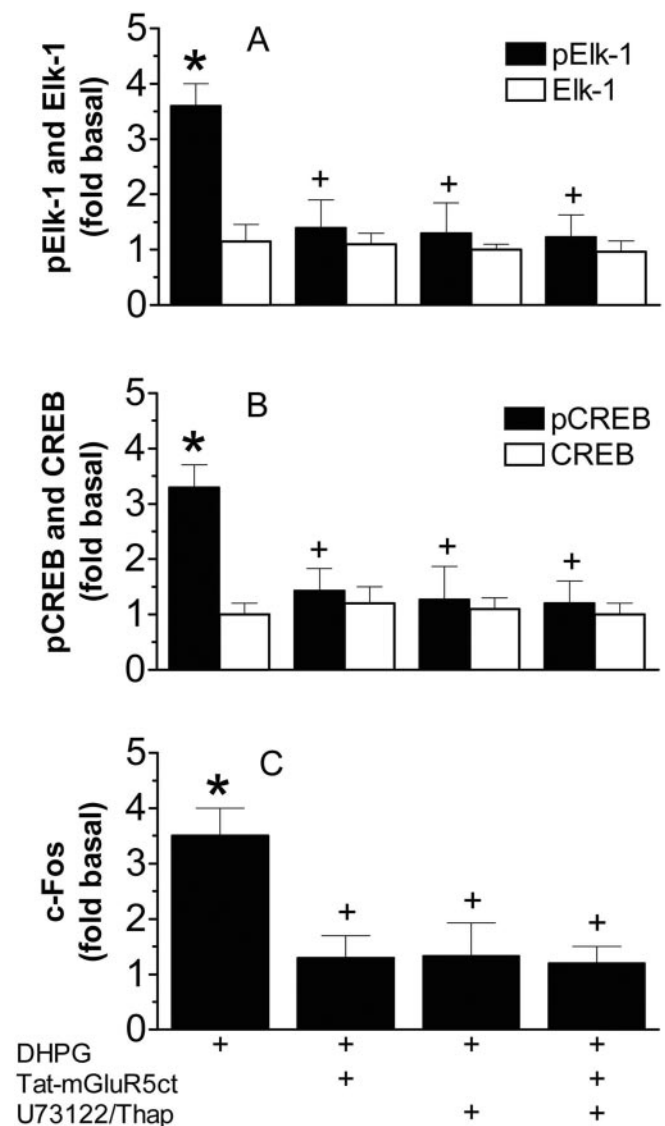 A
pElk-1 and Elk-1
(fold basal)
5
4
3
2
1
0
*
+
+
+
pElk-1
Elk-1
B
pCREB and CREB
(fold basal)
5
4
3
2
1
0
*
+
+
+
pCREB
CREB
C
c-Fos
(fold basal)
5
4
3
2
1
0
*
+
+
+
DHPG + + + +
Tat-mGluR5ct + +
U73122/Thap + +